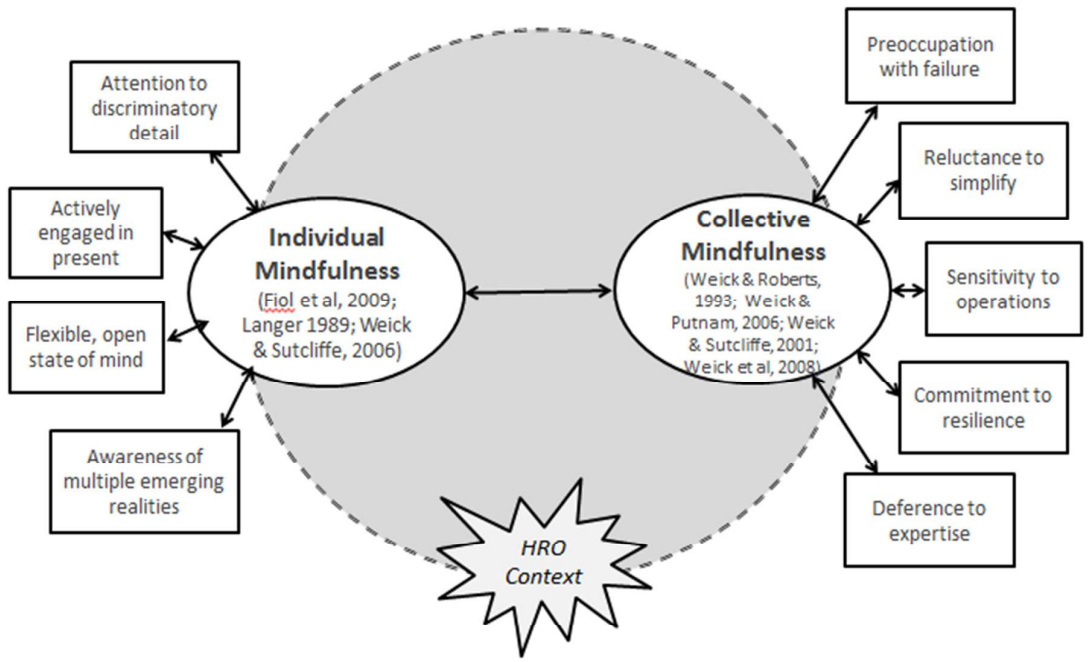 Attention to
discriminatory
detail
Actively
engaged in
present
Flexible, open
state of mind
Awareness of
multiple emerging
realities
Individual
Mindfulness
(Fiol et al, 2009;
Langer 1989; Weick
& Sutcliffe, 2006)
Collective
Mindfulness
(Weick & Roberts,
1993; Weick &
Putnam, 2006; Weick
& Sutcliffe, 2001;
Weick et al, 2008)
Preoccupation
with failure
Reluctance to
simplify
Sensitivity to
operations
Commitment to
resilience
Deference to
expertise
HRO
Context